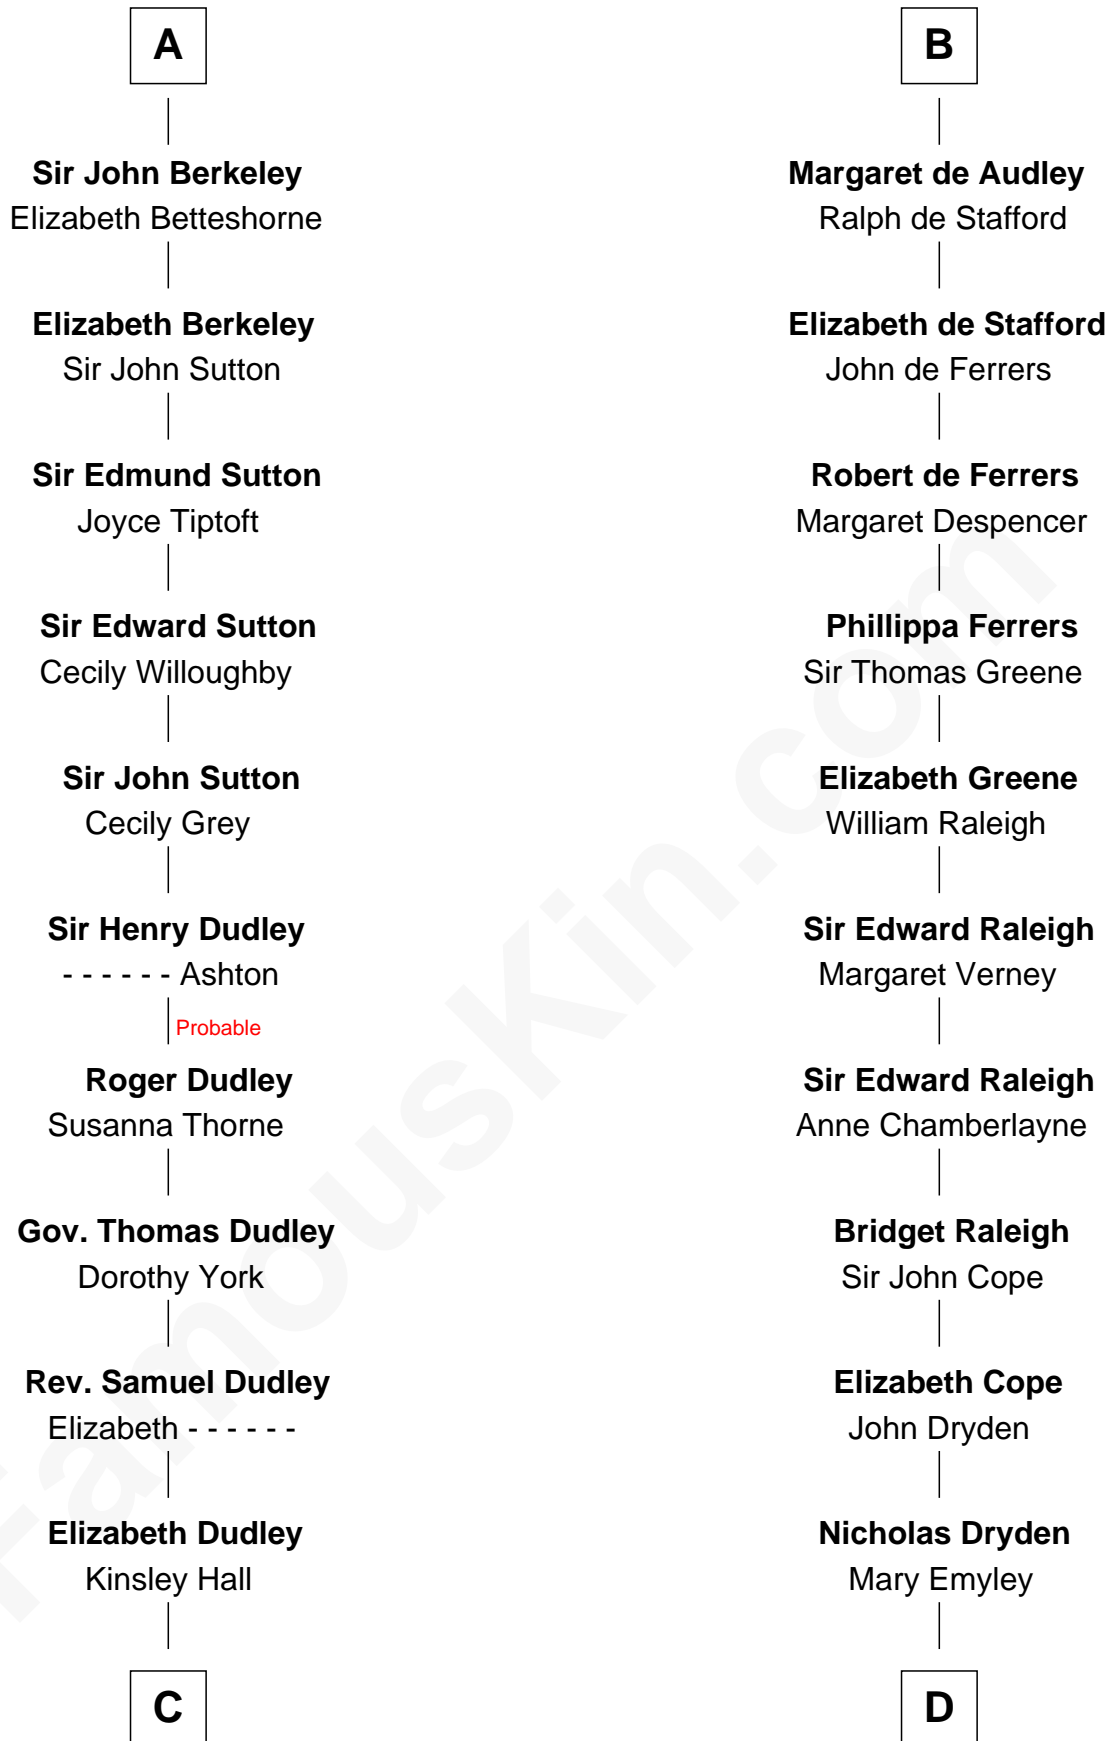 A
Sir John Berkeley
Elizabeth Betteshorne
Elizabeth Berkeley
Sir John Sutton
Sir Edmund Sutton
Joyce Tiptoft
Sir Edward Sutton
Cecily Willoughby
Sir John Sutton
Cecily Grey
Sir Henry Dudley
- - - - - - Ashton
Probable
Roger Dudley
Susanna Thorne
Gov. Thomas Dudley
Dorothy York
Rev. Samuel Dudley
Elizabeth - - - - - -
Elizabeth Dudley
Kinsley Hall
C
B
Margaret de Audley
Ralph de Stafford
Elizabeth de Stafford
John de Ferrers
Robert de Ferrers
Margaret Despencer
Phillippa Ferrers
Sir Thomas Greene
Elizabeth Greene
William Raleigh
Sir Edward Raleigh
Margaret Verney
Sir Edward Raleigh
Anne Chamberlayne
Bridget Raleigh
Sir John Cope
Elizabeth Cope
John Dryden
Nicholas Dryden
Mary Emyley
D
FamousKin.com